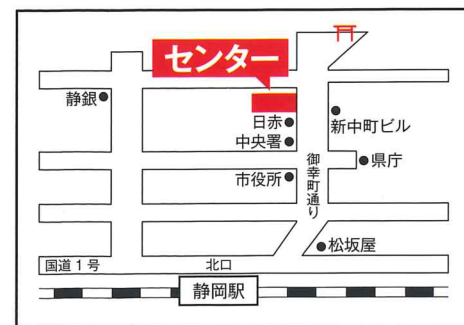 センター
静銀
日赤
中央署
市役所
新中町ビル
県庁
御幸町通り
松坂屋
国道1号
北口
静岡駅